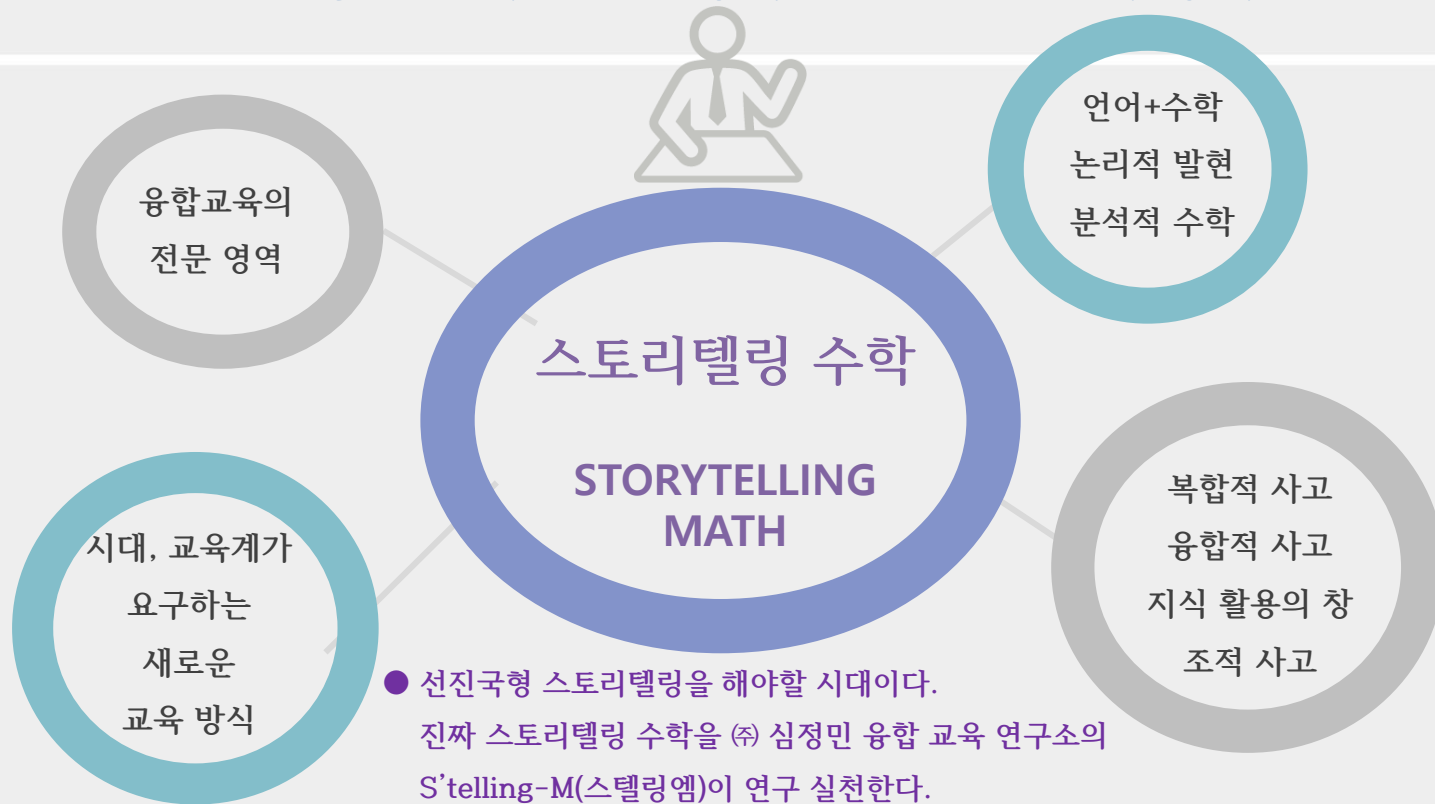 융합교육의
전문 영역
언어+수학
논리적 발현
분석적 수학
스토리텔링 수학
STORYTELLING
MATH
시대, 교육계가
요구하는
새로운
교육 방식
복합적 사고
융합적 사고
지식 활용의 창
조적 사고
● 선진국형 스토리텔링을 해야할 시대이다.
진짜 스토리텔링 수학을 ㈜ 심정민 융합 교육 연구소의
S’telling-M(스텔링엠)이 연구 실천한다.